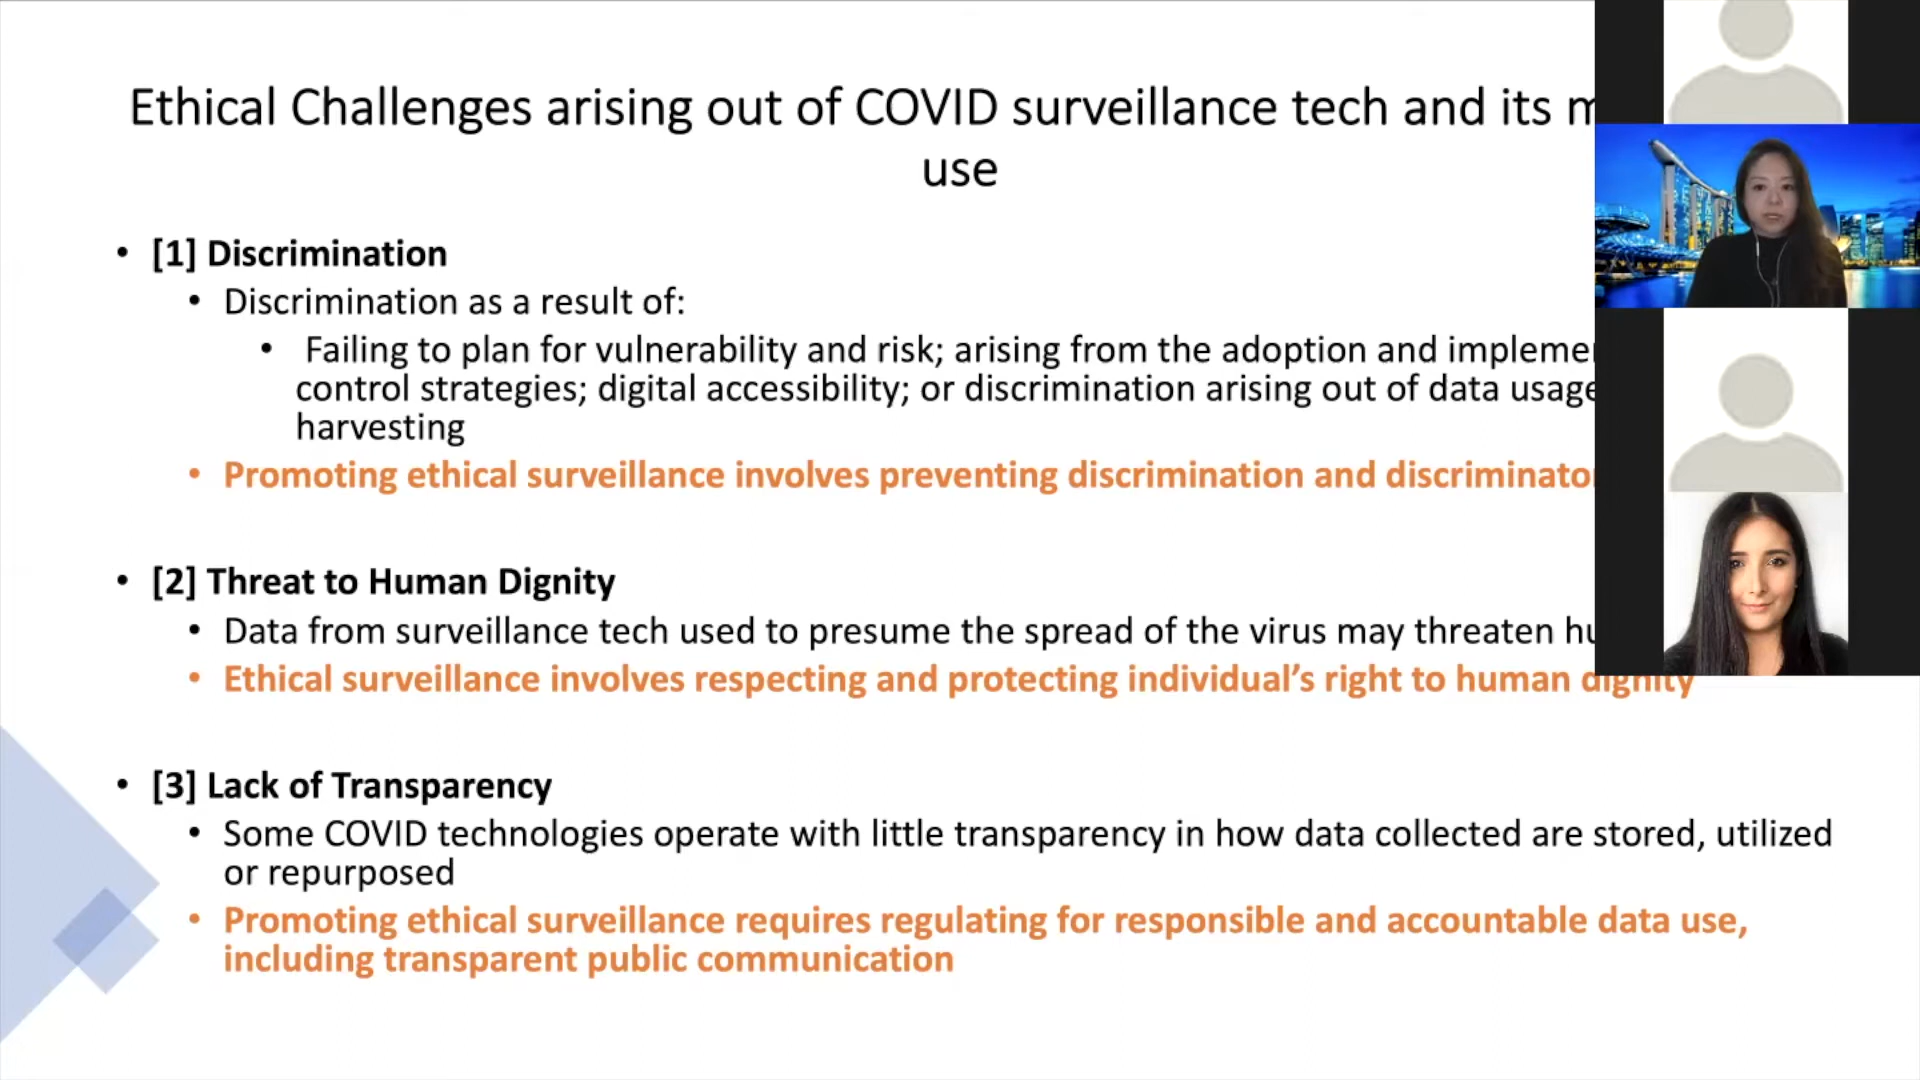 Ethical Challenges arising out of COVID surveillance tech and its
use
• [1] Discrimination
• Discrimination as a result of:
• Failing to plan for vulnerability and risk; arising from the adoption and
control strategies; digital accessibility; or discrimination arising out of data usage
harvesting
• Promoting ethical surveillance involves preventing discrimination and
• [2] Threat to Human Dignity
• Data from surveillance tech used to presume the spread of the virus may threaten
• Ethical surveillance involves respecting and protecting individual’s right to human dignity
• [3] Lack of Transparency
• Some COVID technologies operate with little transparency in how data collected are stored, utilized
or repurposed
• Promoting ethical surveillance requires regulating for responsible and accountable data use,
including transparent public communication